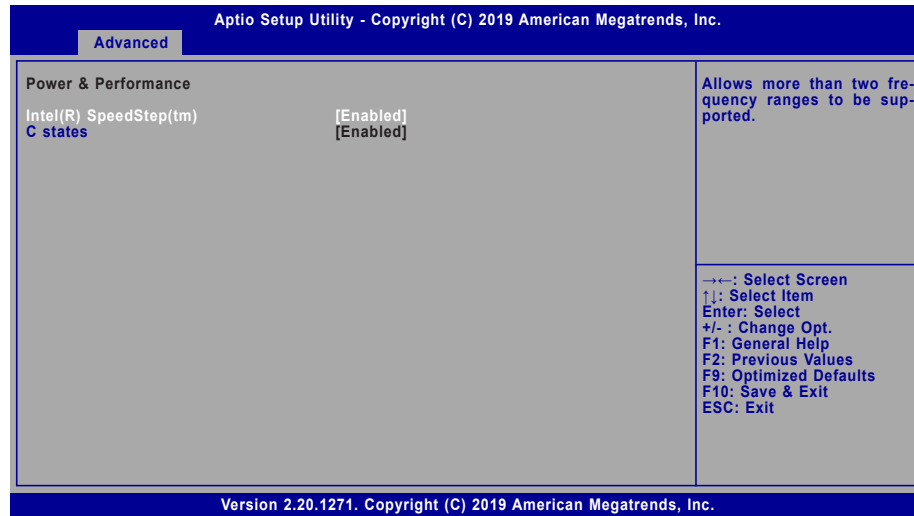 Aptio Setup Utility - Copyright (C) 2019 American Megatrends, Inc.
Advanced
Power & Performance
Intel(R) SpeedStep(tm) [Enabled]
C states [Enabled]
Allows more than two fre-
quency ranges to be sup-
ported.
→←: Select Screen
↑↓: Select Item
Enter: Select
+/- : Change Opt.
F1: General Help
F2: Previous Values
F9: Optimized Defaults
F10: Save & Exit
ESC: Exit
Version 2.20.1271. Copyright (C) 2019 American Megatrends, Inc.